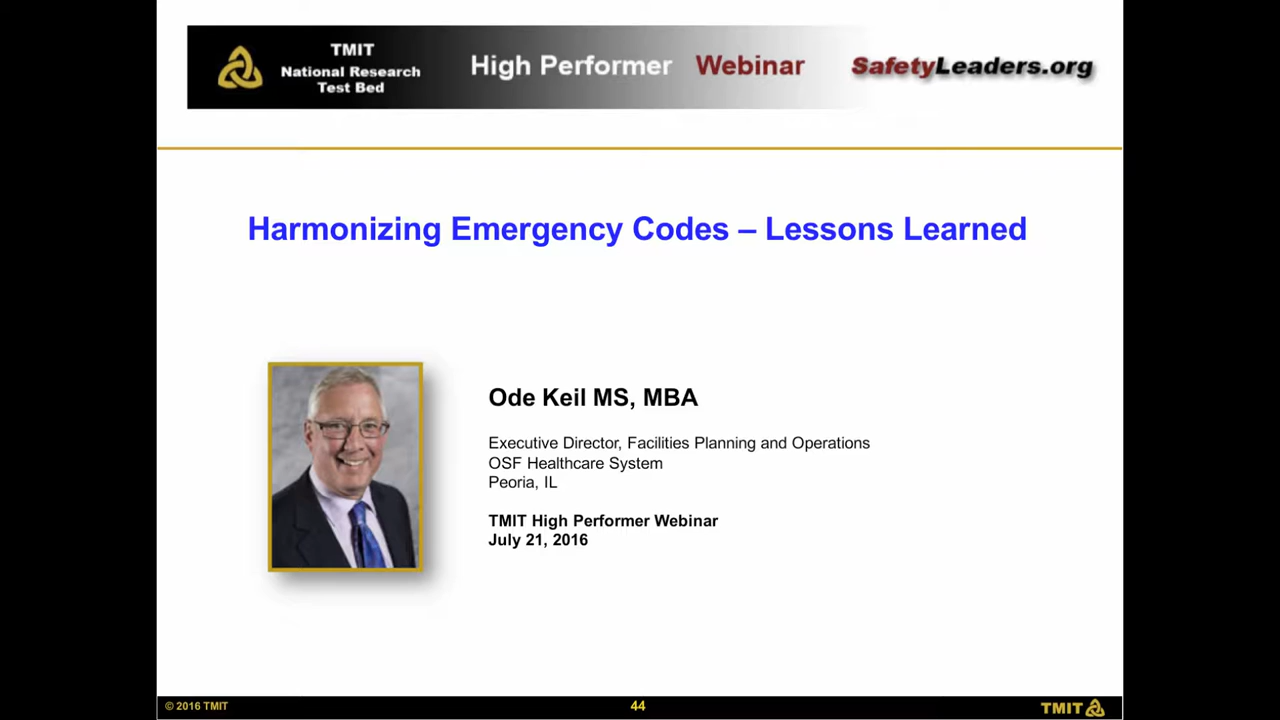 TMIT
National Research
Test Bed
High Performer Webinar
SafetyLeaders.org
Harmonizing Emergency Codes – Lessons Learned
Ode Keil MS, MBA
Executive Director, Facilities Planning and Operations
OSF Healthcare System
Peoria, IL
TMIT High Performer Webinar
July 21, 2016
© 2016 TMIT
44
TMIT